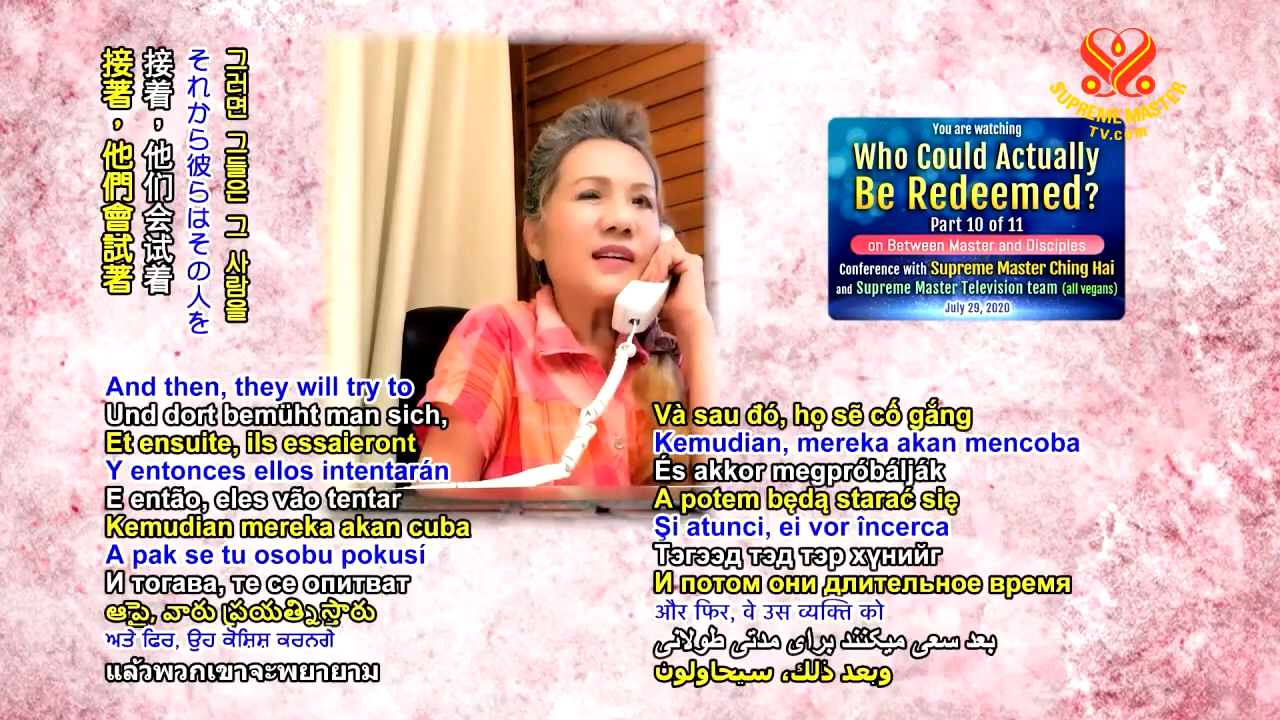 接著，他們會試著
接着，他们会试着
それから彼らはその人を
그러면 그들은 그 사람을
SUPREME MASTER
TV.com
You are watching
Who Could Actually
Be Redeemed?
Part 10 of 11
on Between Master and Disciples
Conference with Supreme Master Ching Hai
and Supreme Master Television team (all vegans)
July 29, 2020
And then, they will try to
Und dort bemüht man sich,
Et ensuite, ils essaieront
Y entonces ellos intentarán
E então, eles vão tentar
Kemudian mereka akan cuba
A pak se tu osobu pokusí
И тогава, те се опитват
ఆపై, వారు ప్రయత్నిస్తారు
ਅਤੇ ਫਿਰ, ਉਹ ਕੋਸ਼ਿਸ਼ ਕਰਨਗੇ
แล้วพวกเขาจะพยายาม
Và sau đó, họ sẽ cố gắng
Kemudian, mereka akan mencoba
És akkor megpróbálják
A potem będą starać się
Şi atunci, ei vor încerca
Тэгээд тэд тэр хүнийг
И потом они длительное время
और फिर, वे उस व्यक्ति को
بعد سعی میکنند برای مدتی طولانی
وبعد ذلك، سيحاولون